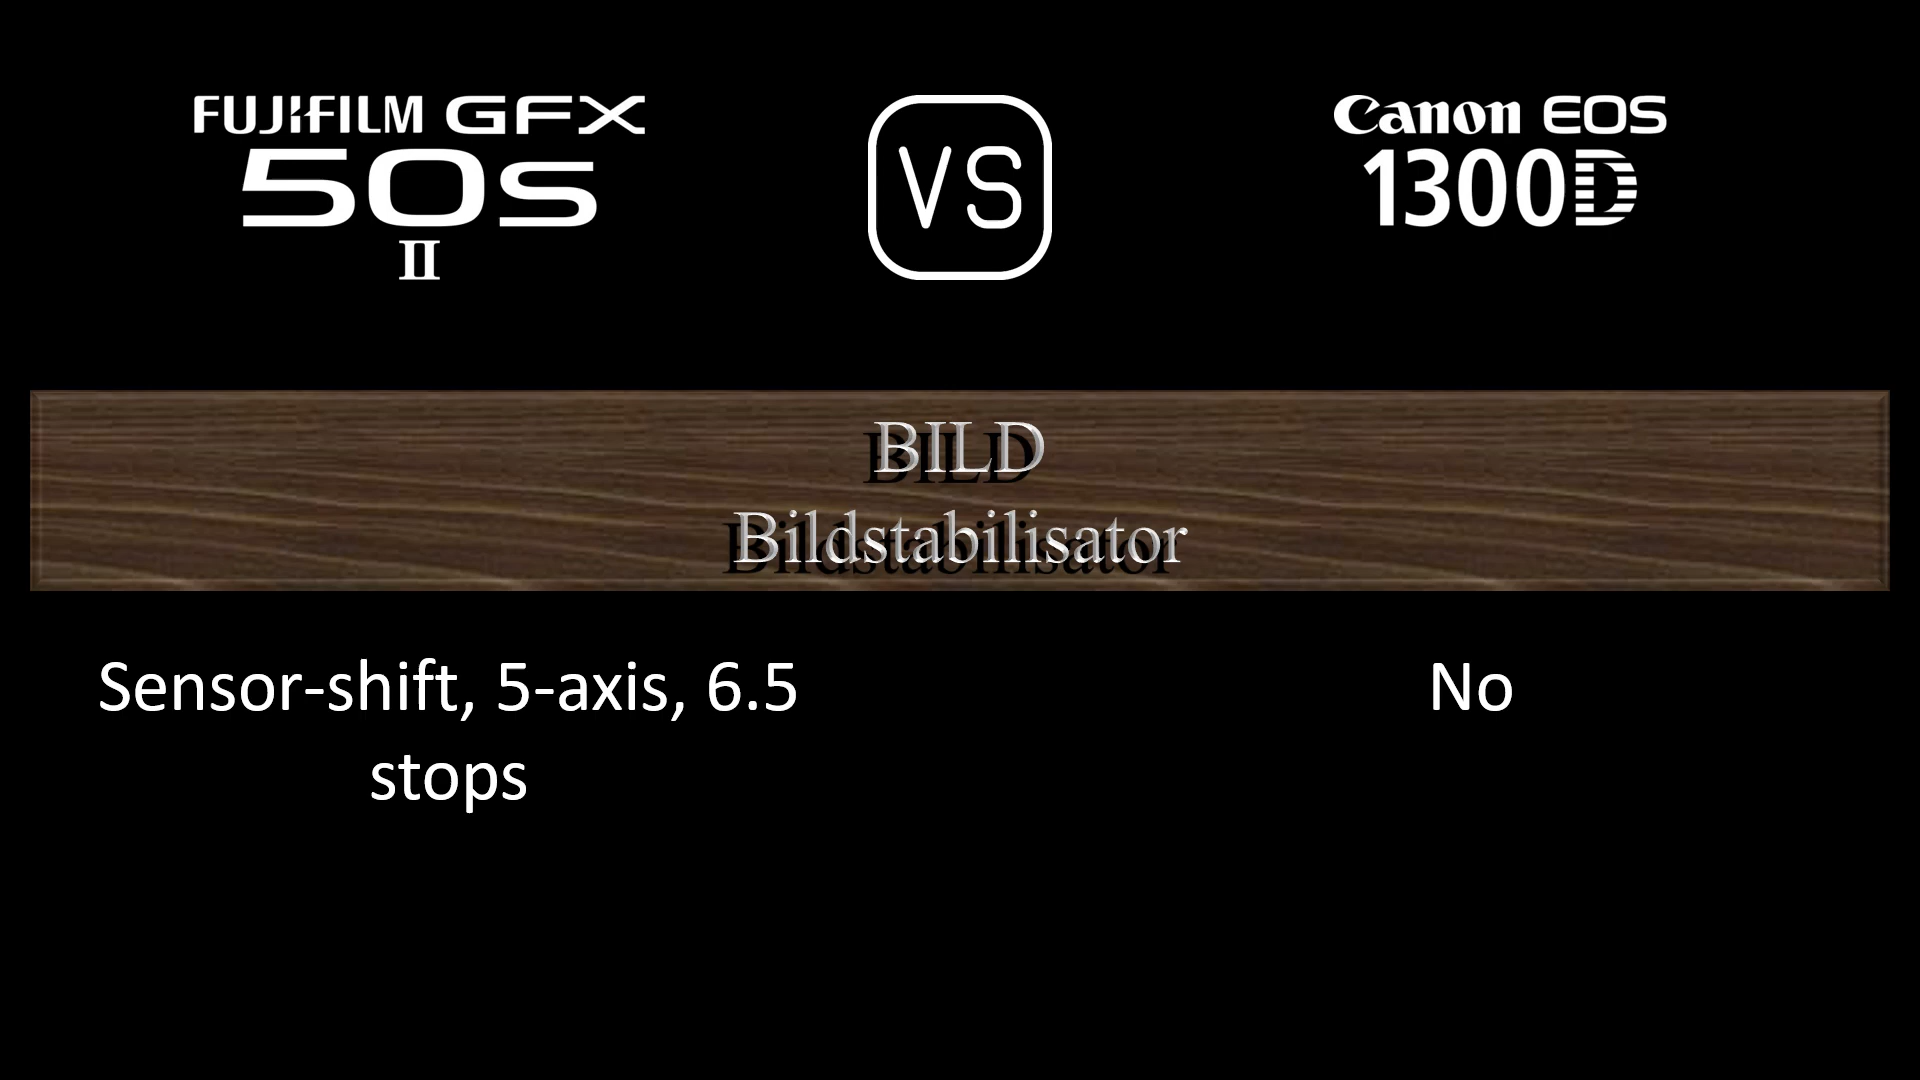 FUJIFILM GFX
50S
II
VS
Canon EOS
1300D
BILD
Bildstabilisator
Sensor-shift, 5-axis, 6.5
stops
No